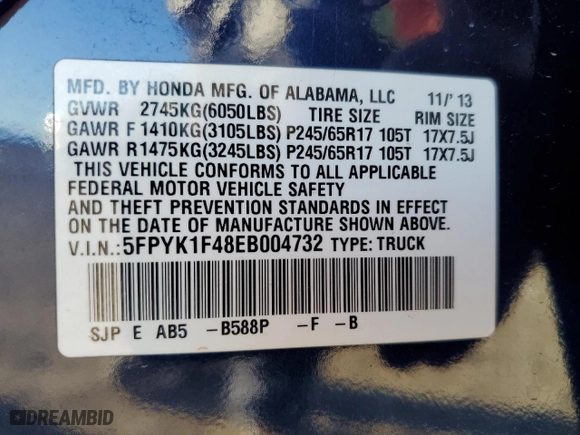 MFD. BY HONDA MFG. OF ALABAMA, LLC 11/'13
GVWR 2745KG(6050LBS) TIRE SIZE RIM SIZE
GAWR F 1410KG(3105LBS) P245/65R17 105T 17X7.5J
GAWR R1475KG(3245LBS) P245/65R17 105T 17X7.5J
THIS VEHICLE CONFORMS TO ALL APPLICABLE
FEDERAL MOTOR VEHICLE SAFETY
AND THEFT PREVENTION STANDARDS IN EFFECT
ON THE DATE OF MANUFACTURE SHOWN ABOVE.
V.I.N.:5FPYK1F48EB004732 TYPE: TRUCK
SJP E AB5 -B588P -F -B
DREAMBID